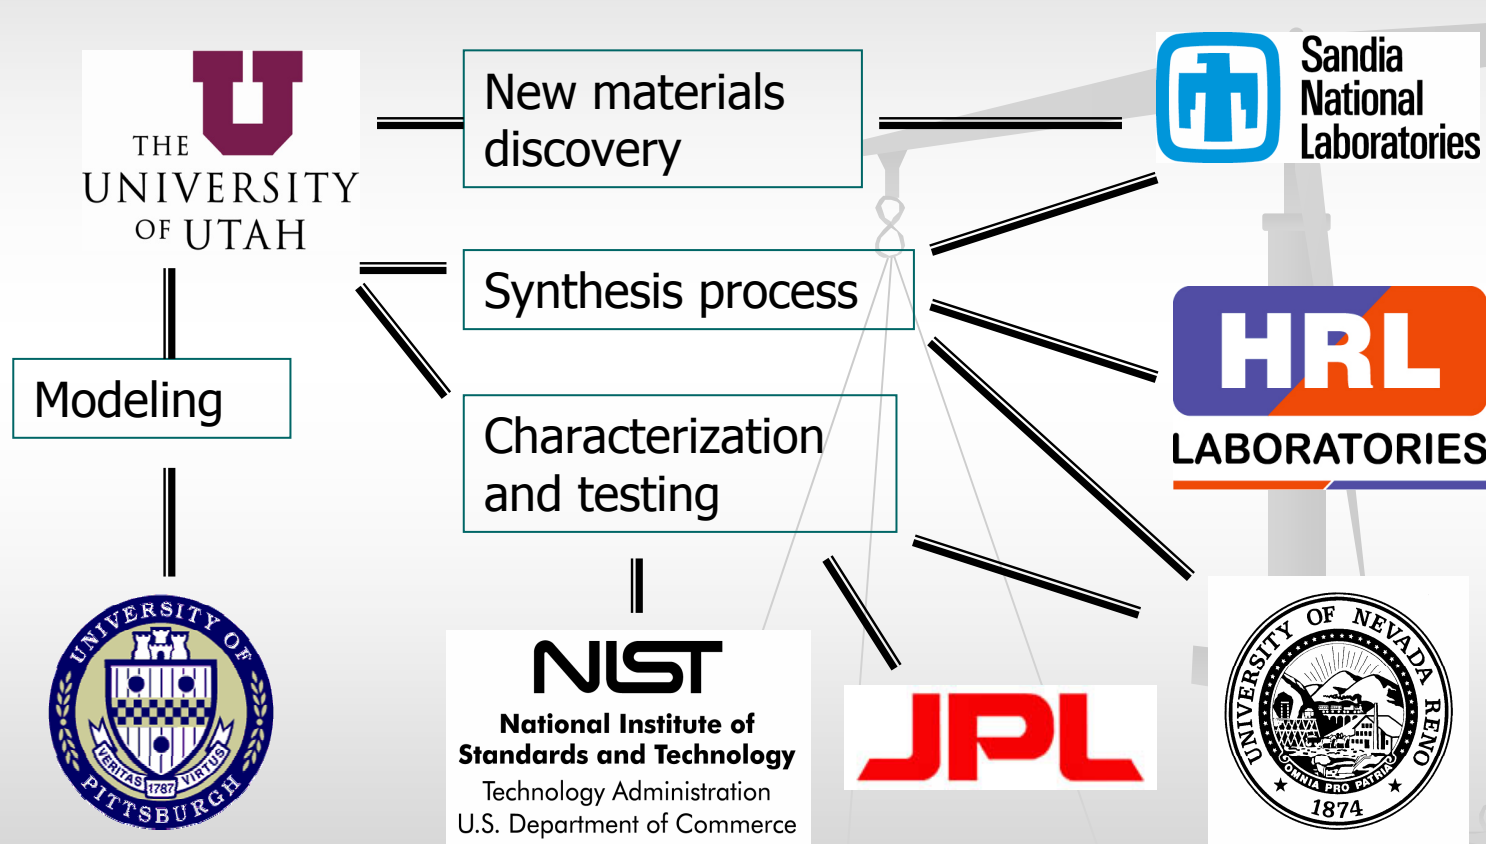 THE
UNIVERSITY
OF UTAH
New materials
discovery
Sandia
National
Laboratories
Synthesis process
HRL
LABORATORIES
Modeling
Characterization
and testing
UNIVERSITY OF
PITTSBURGH
VERITAS
1787
VIRTUS
NIST
National Institute of
Standards and Technology
Technology Administration
U.S. Department of Commerce
JPL
UNIVERSITY OF NEVADA RENO
OMNIA PRO PATRIA
1874